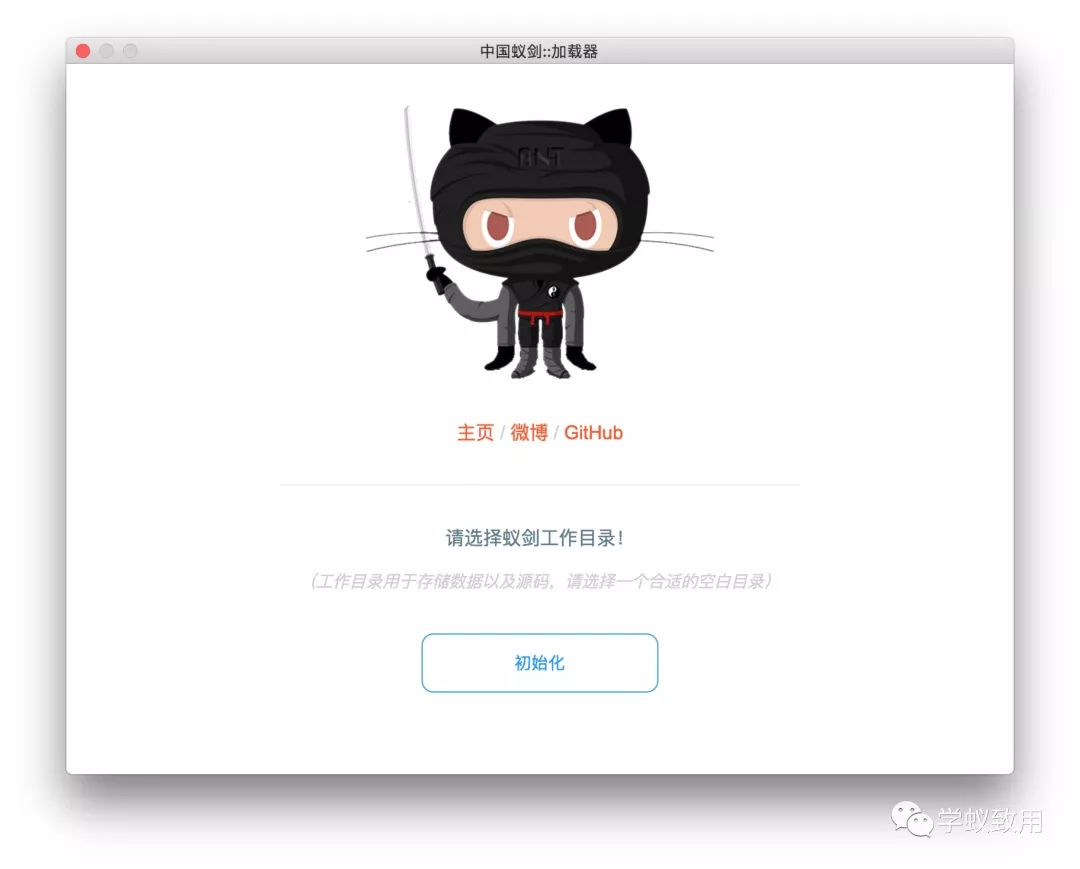 中国蚁剑::加载器
ANT
主页 / 微博 / GitHub
请选择蚁剑工作目录！
（工作目录用于存储数据以及源码，请选择一个合适的空白目录）
初始化
学蚁致用